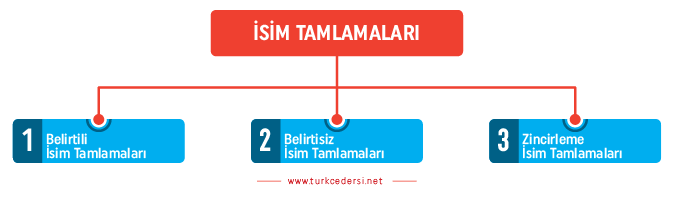 İSİM TAMLAMALARI
1
Belirtili
İsim Tamlamaları
2
Belirtisiz
İsim Tamlamaları
3
Zincirleme
İsim Tamlamaları
www.turkcedersi.net